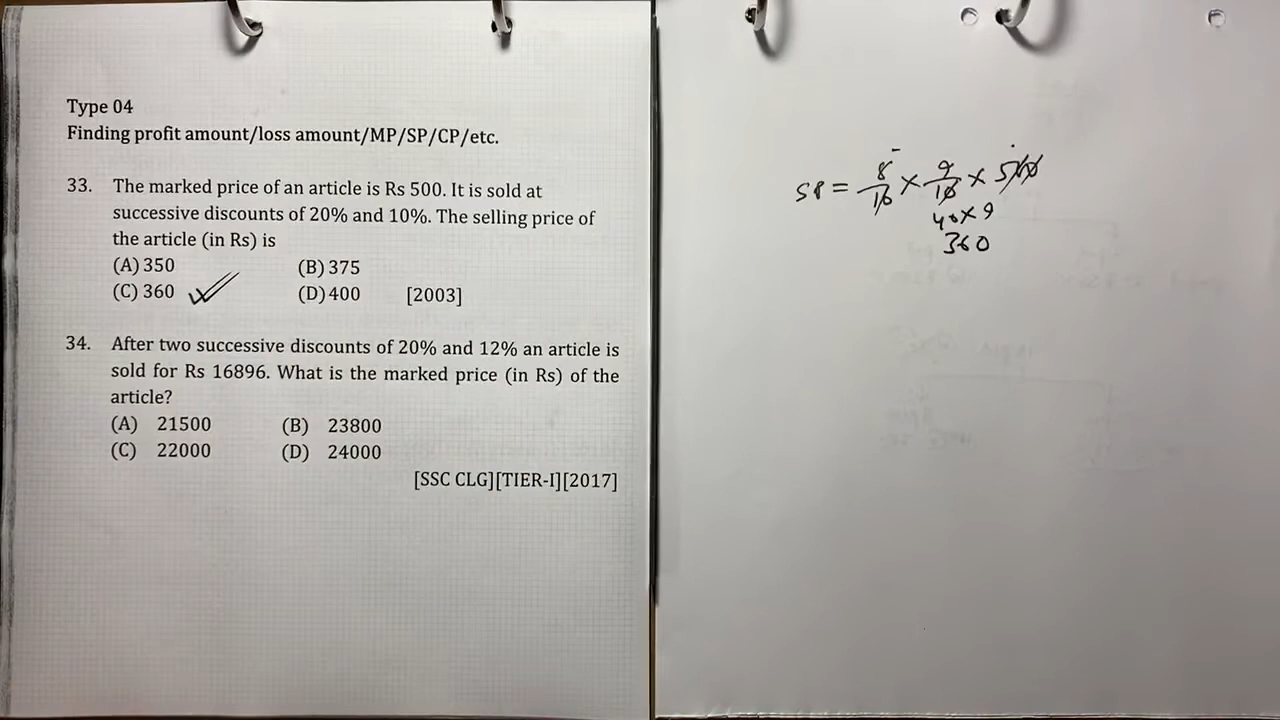 Type 04
Finding profit amount/loss amount/MP/SP/CP/etc.
33. The marked price of an article is Rs 500. It is sold at
successive discounts of 20% and 10%. The selling price of
the article (in Rs) is
(A) 350 (B) 375
(C) 360 (D) 400 [2003]
34. After two successive discounts of 20% and 12% an article is
sold for Rs 16896. What is the marked price (in Rs) of the
article?
(A) 21500 (B) 23800
(C) 22000 (D) 24000
[SSC CLG][TIER-I][2017]
SP = 8/10 × 9/10 × 500
40×9
360